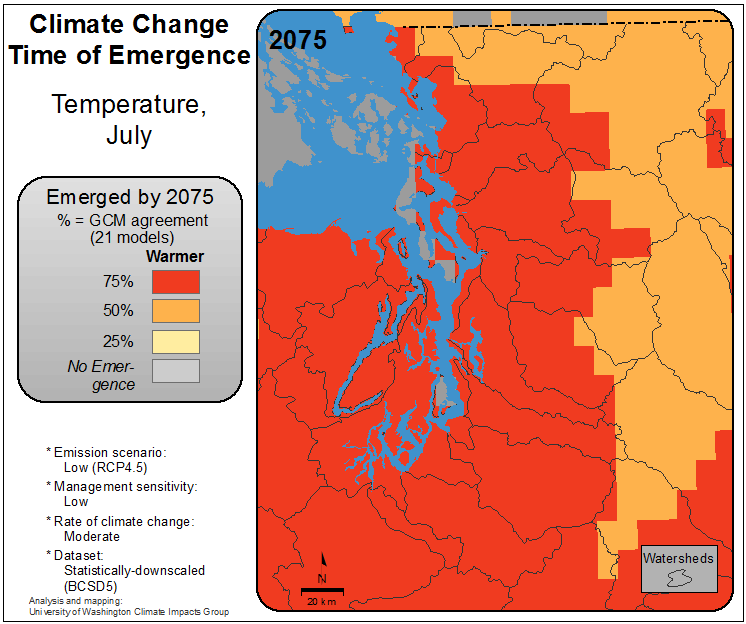 Climate Change
Time of Emergence
Temperature,
July
Emerged by 2075
% = GCM agreement
(21 models)
Warmer
75%
50%
25%
No Emer-
gence
* Emission scenario:
Low (RCP4.5)
* Management sensitivity:
Low
* Rate of climate change:
Moderate
* Dataset:
Statistically-downscaled
(BCSD5)
Analysis and mapping:
University of Washington Climate Impacts Group
2075
N
20 km
Watersheds